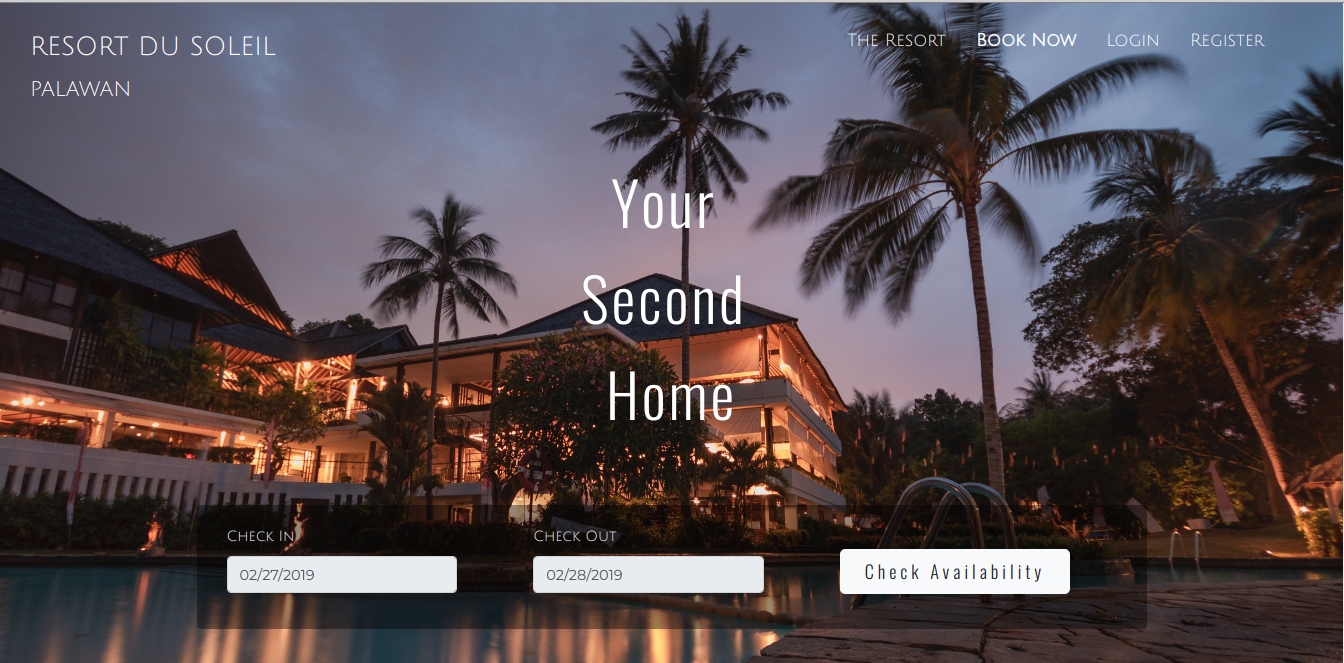 RESORT DU SOLEIL
PALAWAN
The Resort Book Now Login Register
Your
Second
Home
Check In Check Out
02/27/2019 02/28/2019 Check Availability